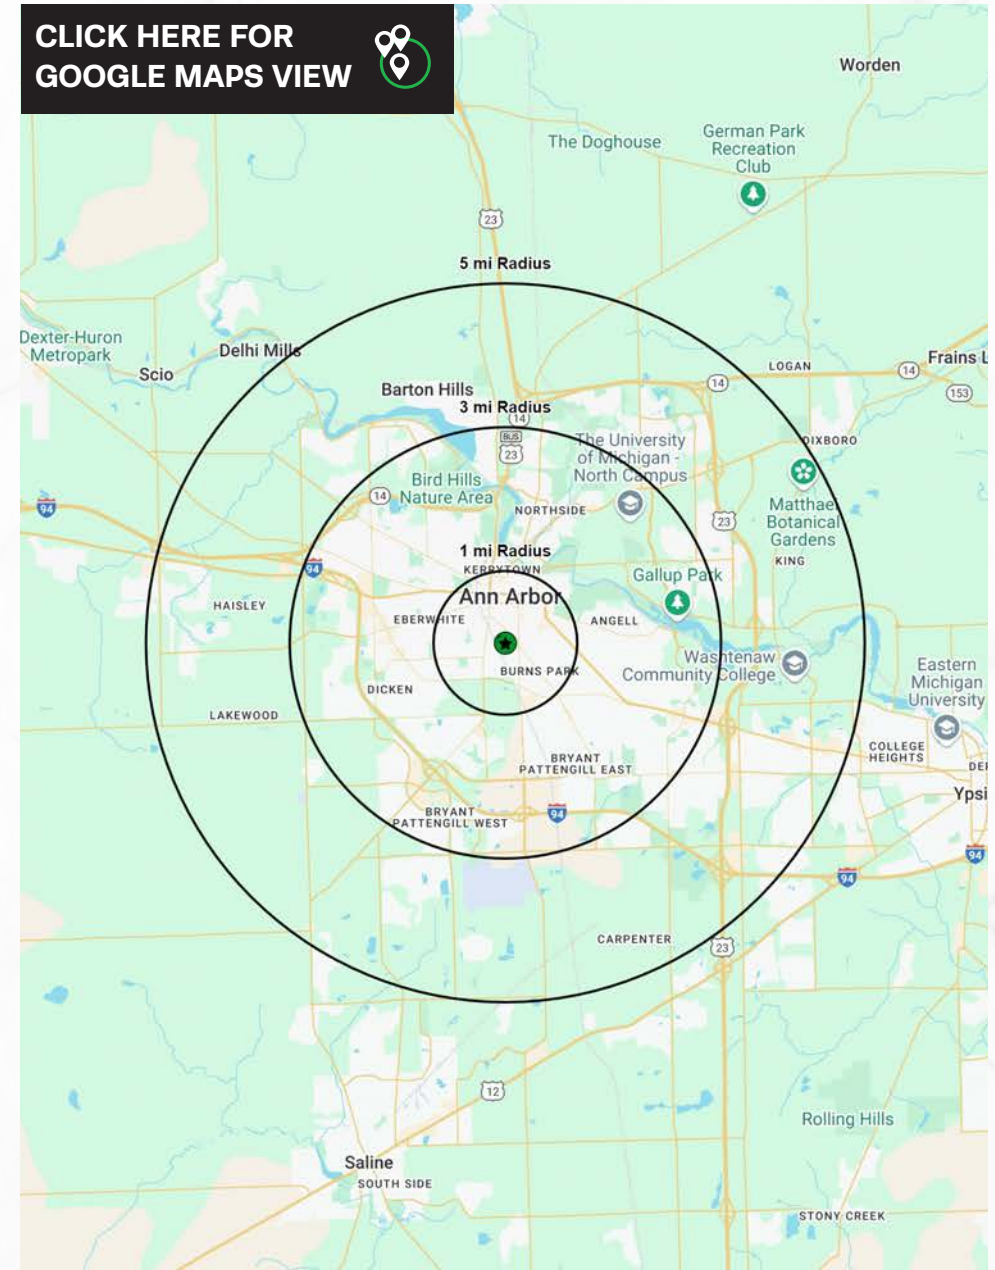 CLICK HERE FOR
GOOGLE MAPS VIEW
Worden
The Doghouse
German Park
Recreation
Club
23
5 mi Radius
Dexter-Huron
Metropark
Scio
Delhi Mills
LOGAN
14
14
Frains L
153
Barton Hills
3 mi Radius
14
BUS
23
The University
of Michigan -
North Campus
DIXBORO
Bird Hills
Nature Area
14
NORTHSIDE
94
Matthaei
Botanical
Gardens
23
KING
1 mi Radius
KERRYTOWN
94
Gallup Park
Ann Arbor
HAISLEY
EBERWHITE
ANGELL
BURNS PARK
Washtenaw
Community College
Eastern
Michigan
University
DICKEN
LAKEWOOD
COLLEGE
HEIGHTS
BRYANT
PATTENGILL EAST
DEP
Ypsi
BRYANT
PATTENGILL WEST
94
94
94
CARPENTER
23
12
Rolling Hills
Saline
SOUTH SIDE
STONY CREEK